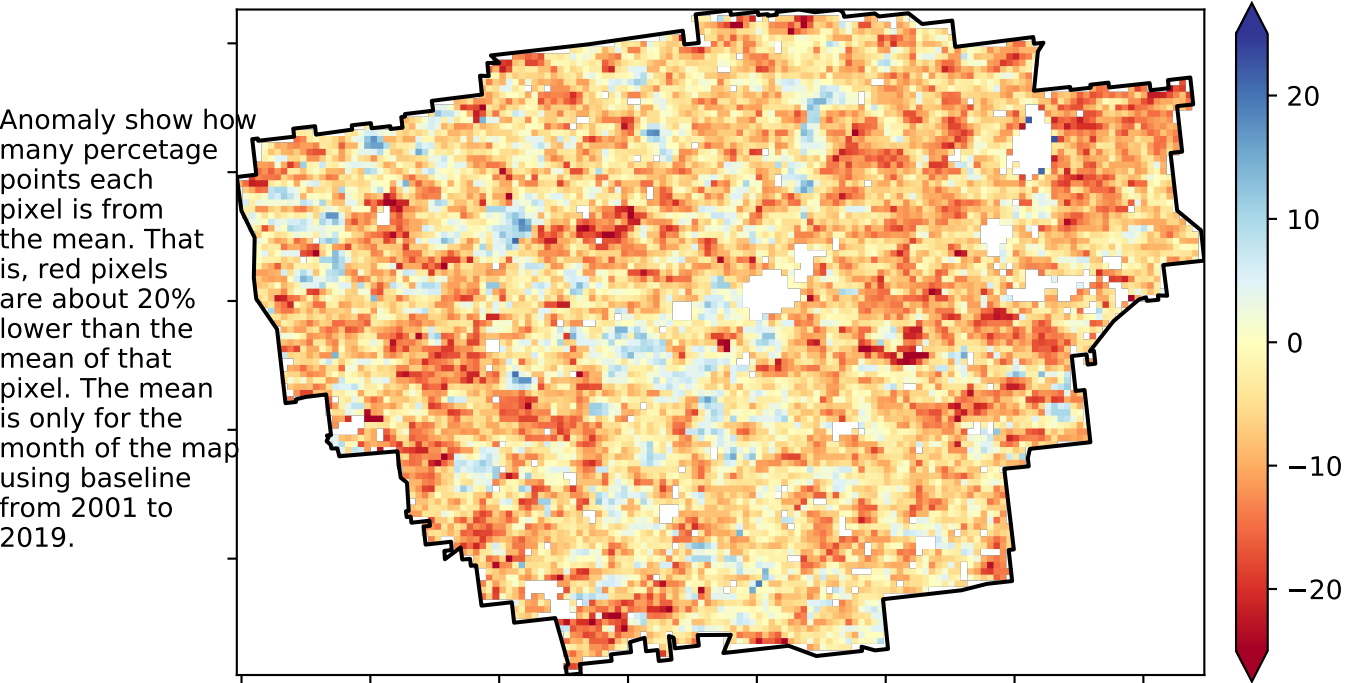 Anomaly show how
many percetage
points each
pixel is from
the mean. That
is, red pixels
are about 20%
lower than the
mean of that
pixel. The mean
is only for the
month of the map
using baseline
from 2001 to
2019.
20
10
0
−10
−20